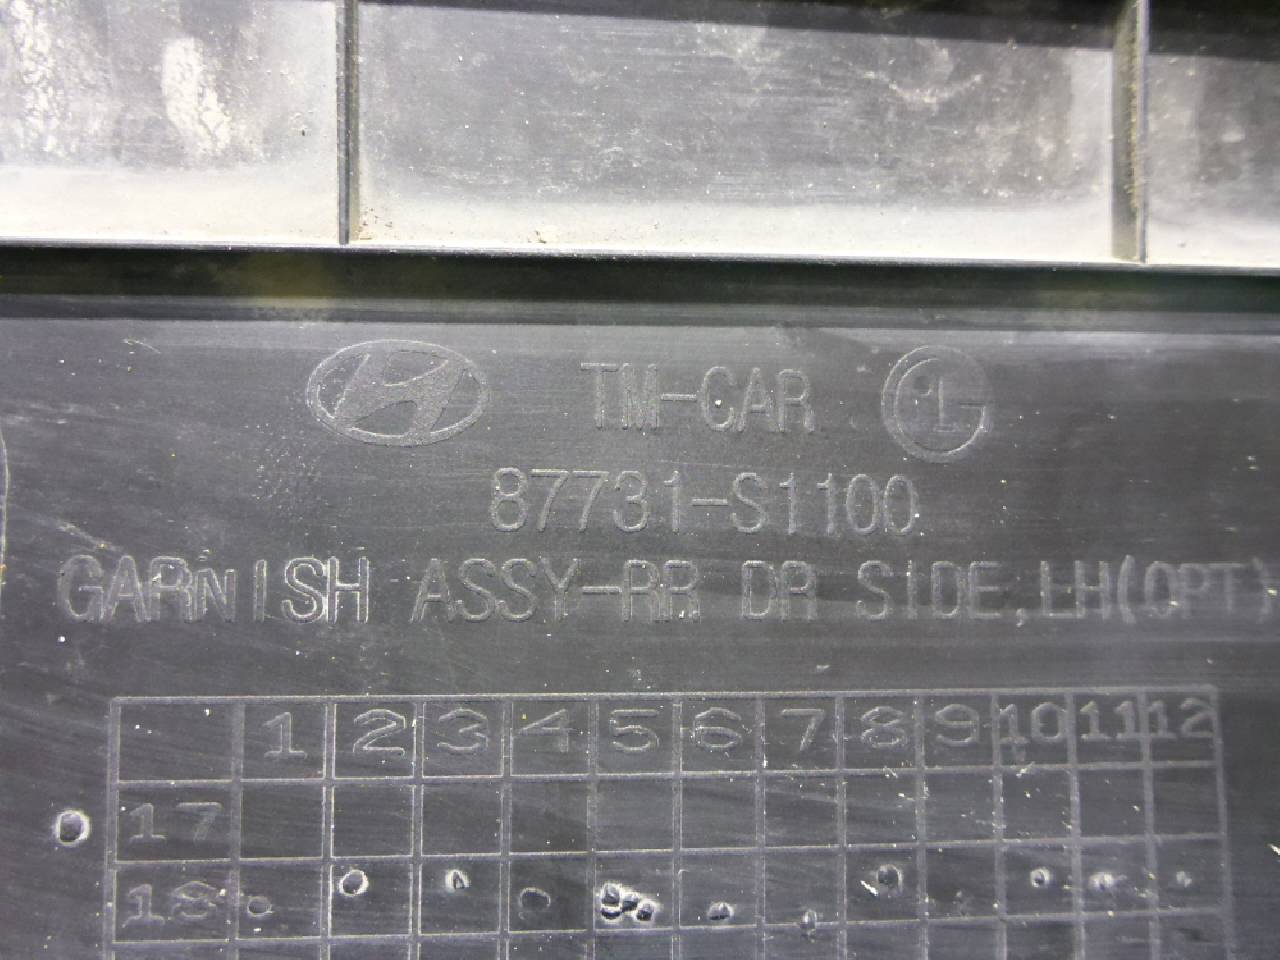 TM-CAR
87731-S1100
GARNISH ASSY-RR DR SIDE,LH(OPT)
1 2 3 4 5 6 7 8 9 10 11 12
17
18